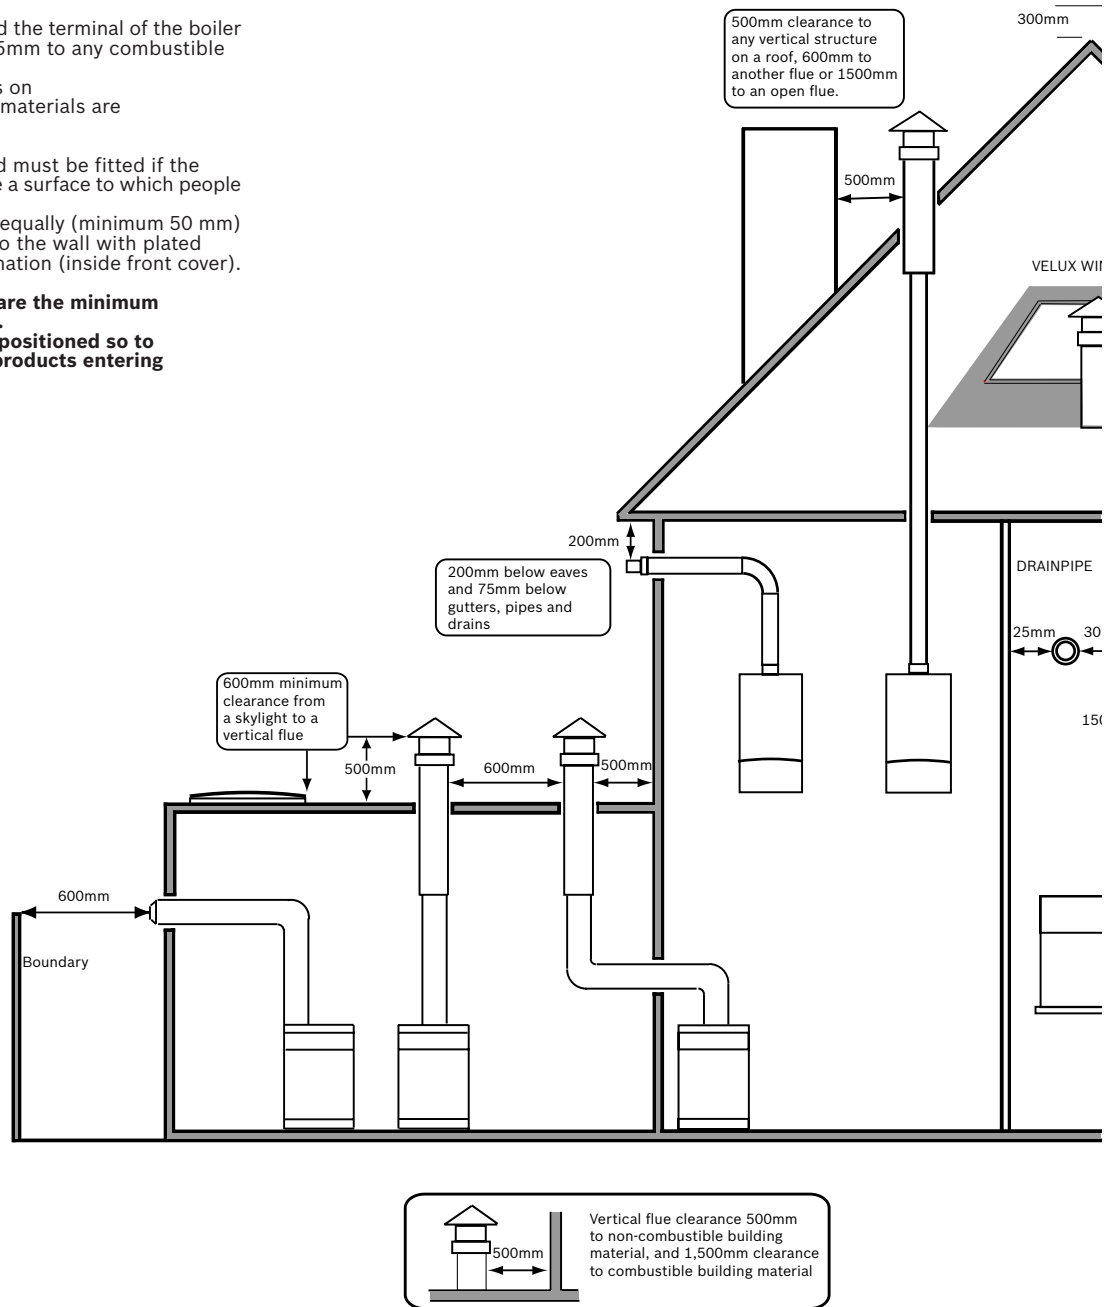 d the terminal of the boiler
5mm to any combustible
s on
materials are
d must be fitted if the
e a surface to which people
equally (minimum 50 mm)
o the wall with plated
nation (inside front cover).
are the minimum
.
positioned so to
products entering
500mm clearance to
any vertical structure
on a roof, 600mm to
another flue or 1500mm
to an open flue.
300mm
500mm
VELUX WIN
200mm
200mm below eaves
and 75mm below
gutters, pipes and
drains
DRAINPIPE
25mm
30
150
600mm minimum
clearance from
a skylight to a
vertical flue
500mm
600mm
500mm
600mm
Boundary
500mm
Vertical flue clearance 500mm
to non-combustible building
material, and 1,500mm clearance
to combustible building material